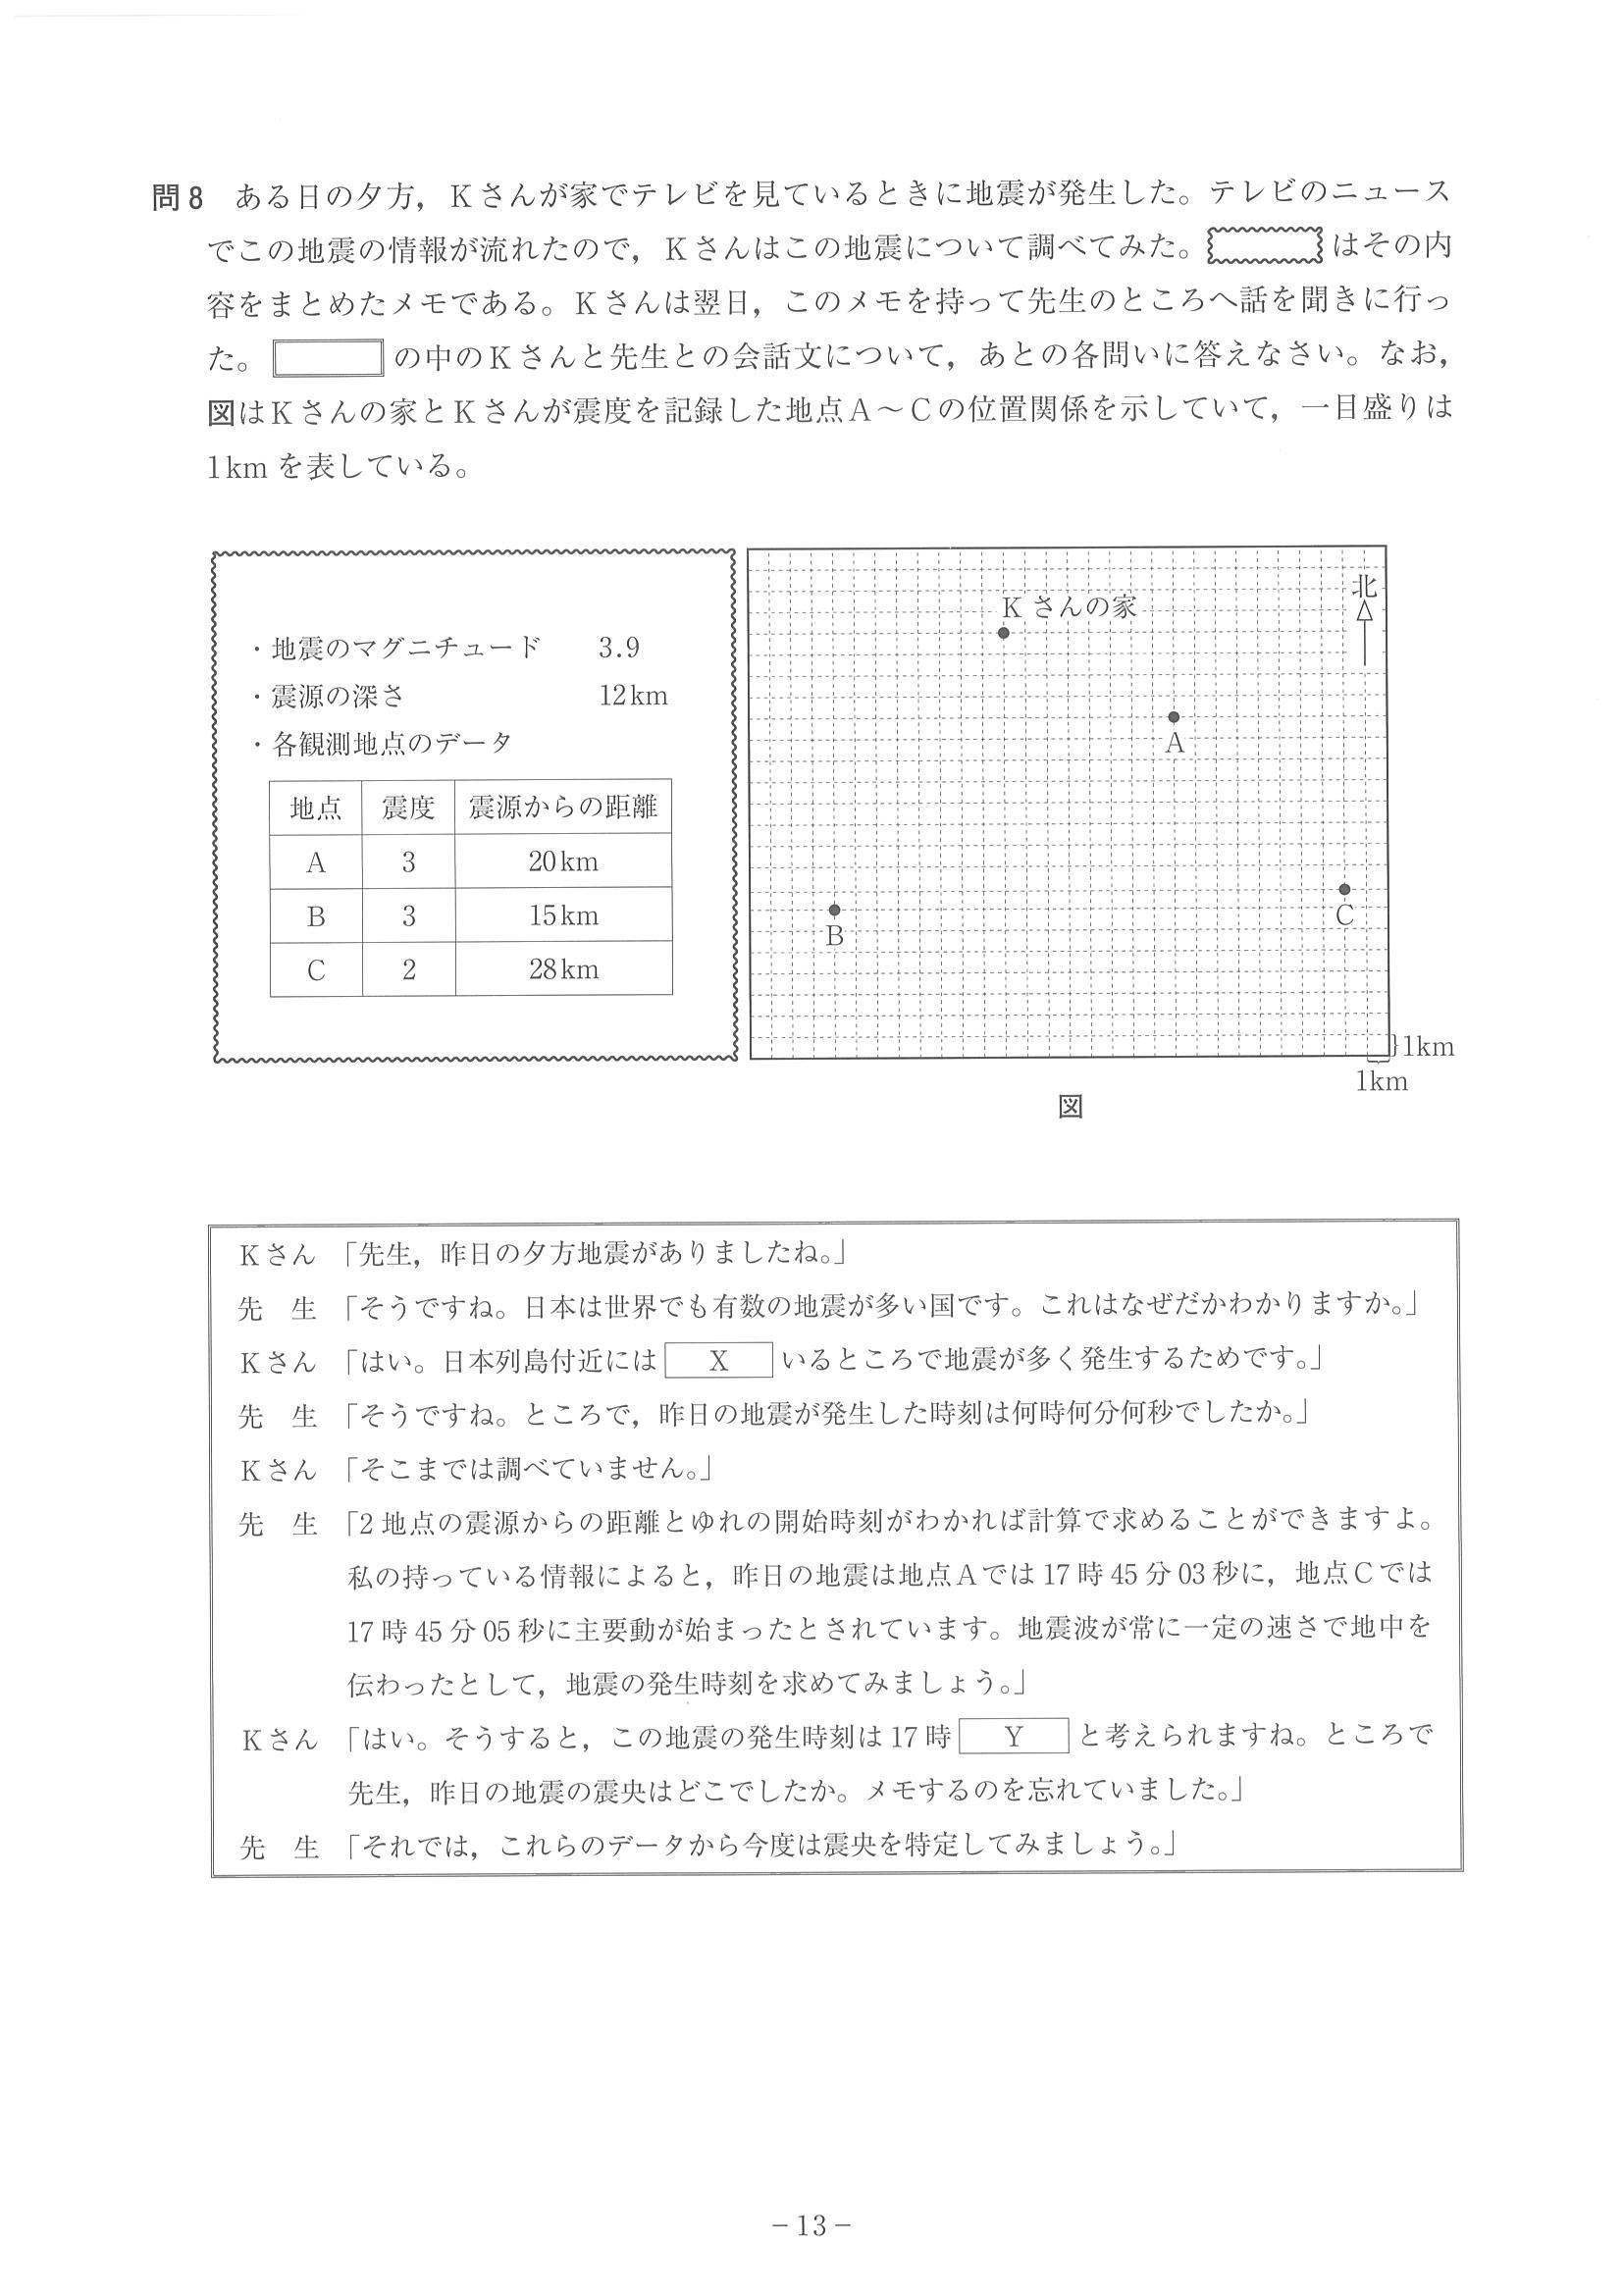 問8 ある日の夕方，Kさんが家でテレビを見ているときに地震が発生した。テレビのニュース
でこの地震の情報が流れたので，Kさんはこの地震について調べてみた。 はその内
容をまとめたメモである。Kさんは翌日，このメモを持って先生のところへ話を聞きに行っ
た。 の中のKさんと先生との会話文について，あとの各問いに答えなさい。なお，
図はKさんの家とKさんが震度を記録した地点A～Cの位置関係を示していて，一目盛りは
1kmを表している。
・地震のマグニチュード 3.9
・震源の深さ 12km
・各観測地点のデータ
地点 震度 震源からの距離
A 3 20km
B 3 15km
C 2 28km
北
Kさんの家
A
B
C
1km
1km
図
Kさん 「先生，昨日の夕方地震がありましたね。」
先 生 「そうですね。日本は世界でも有数の地震が多い国です。これはなぜだかわかりますか。」
Kさん 「はい。日本列島付近には X いるところで地震が多く発生するためです。」
先 生 「そうですね。ところで，昨日の地震が発生した時刻は何時何分何秒でしたか。」
Kさん 「そこまでは調べていません。」
先 生 「2地点の震源からの距離とゆれの開始時刻がわかれば計算で求めることができますよ。
私の持っている情報によると，昨日の地震は地点Aでは17時45分03秒に，地点Cでは
17時45分05秒に主要動が始まったとされています。地震波が常に一定の速さで地中を
伝わったとして，地震の発生時刻を求めてみましょう。」
Kさん 「はい。そうすると，この地震の発生時刻は17時 Y と考えられますね。ところで
先生，昨日の地震の震央はどこでしたか。メモするのを忘れていました。」
先 生 「それでは，これらのデータから今度は震央を特定してみましょう。」
－13－